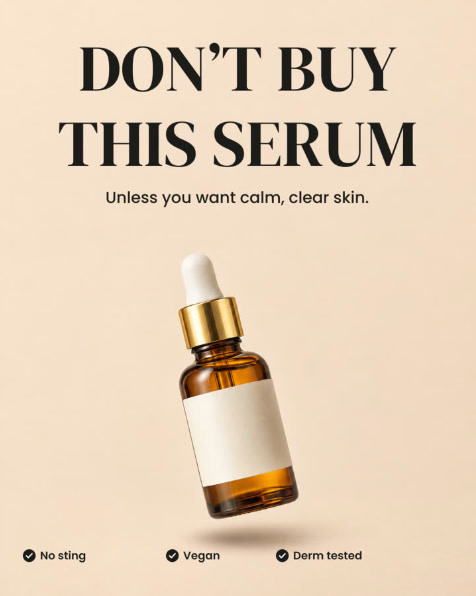 DON’T BUY
THIS SERUM
Unless you want calm, clear skin.
No sting
Vegan
Derm tested